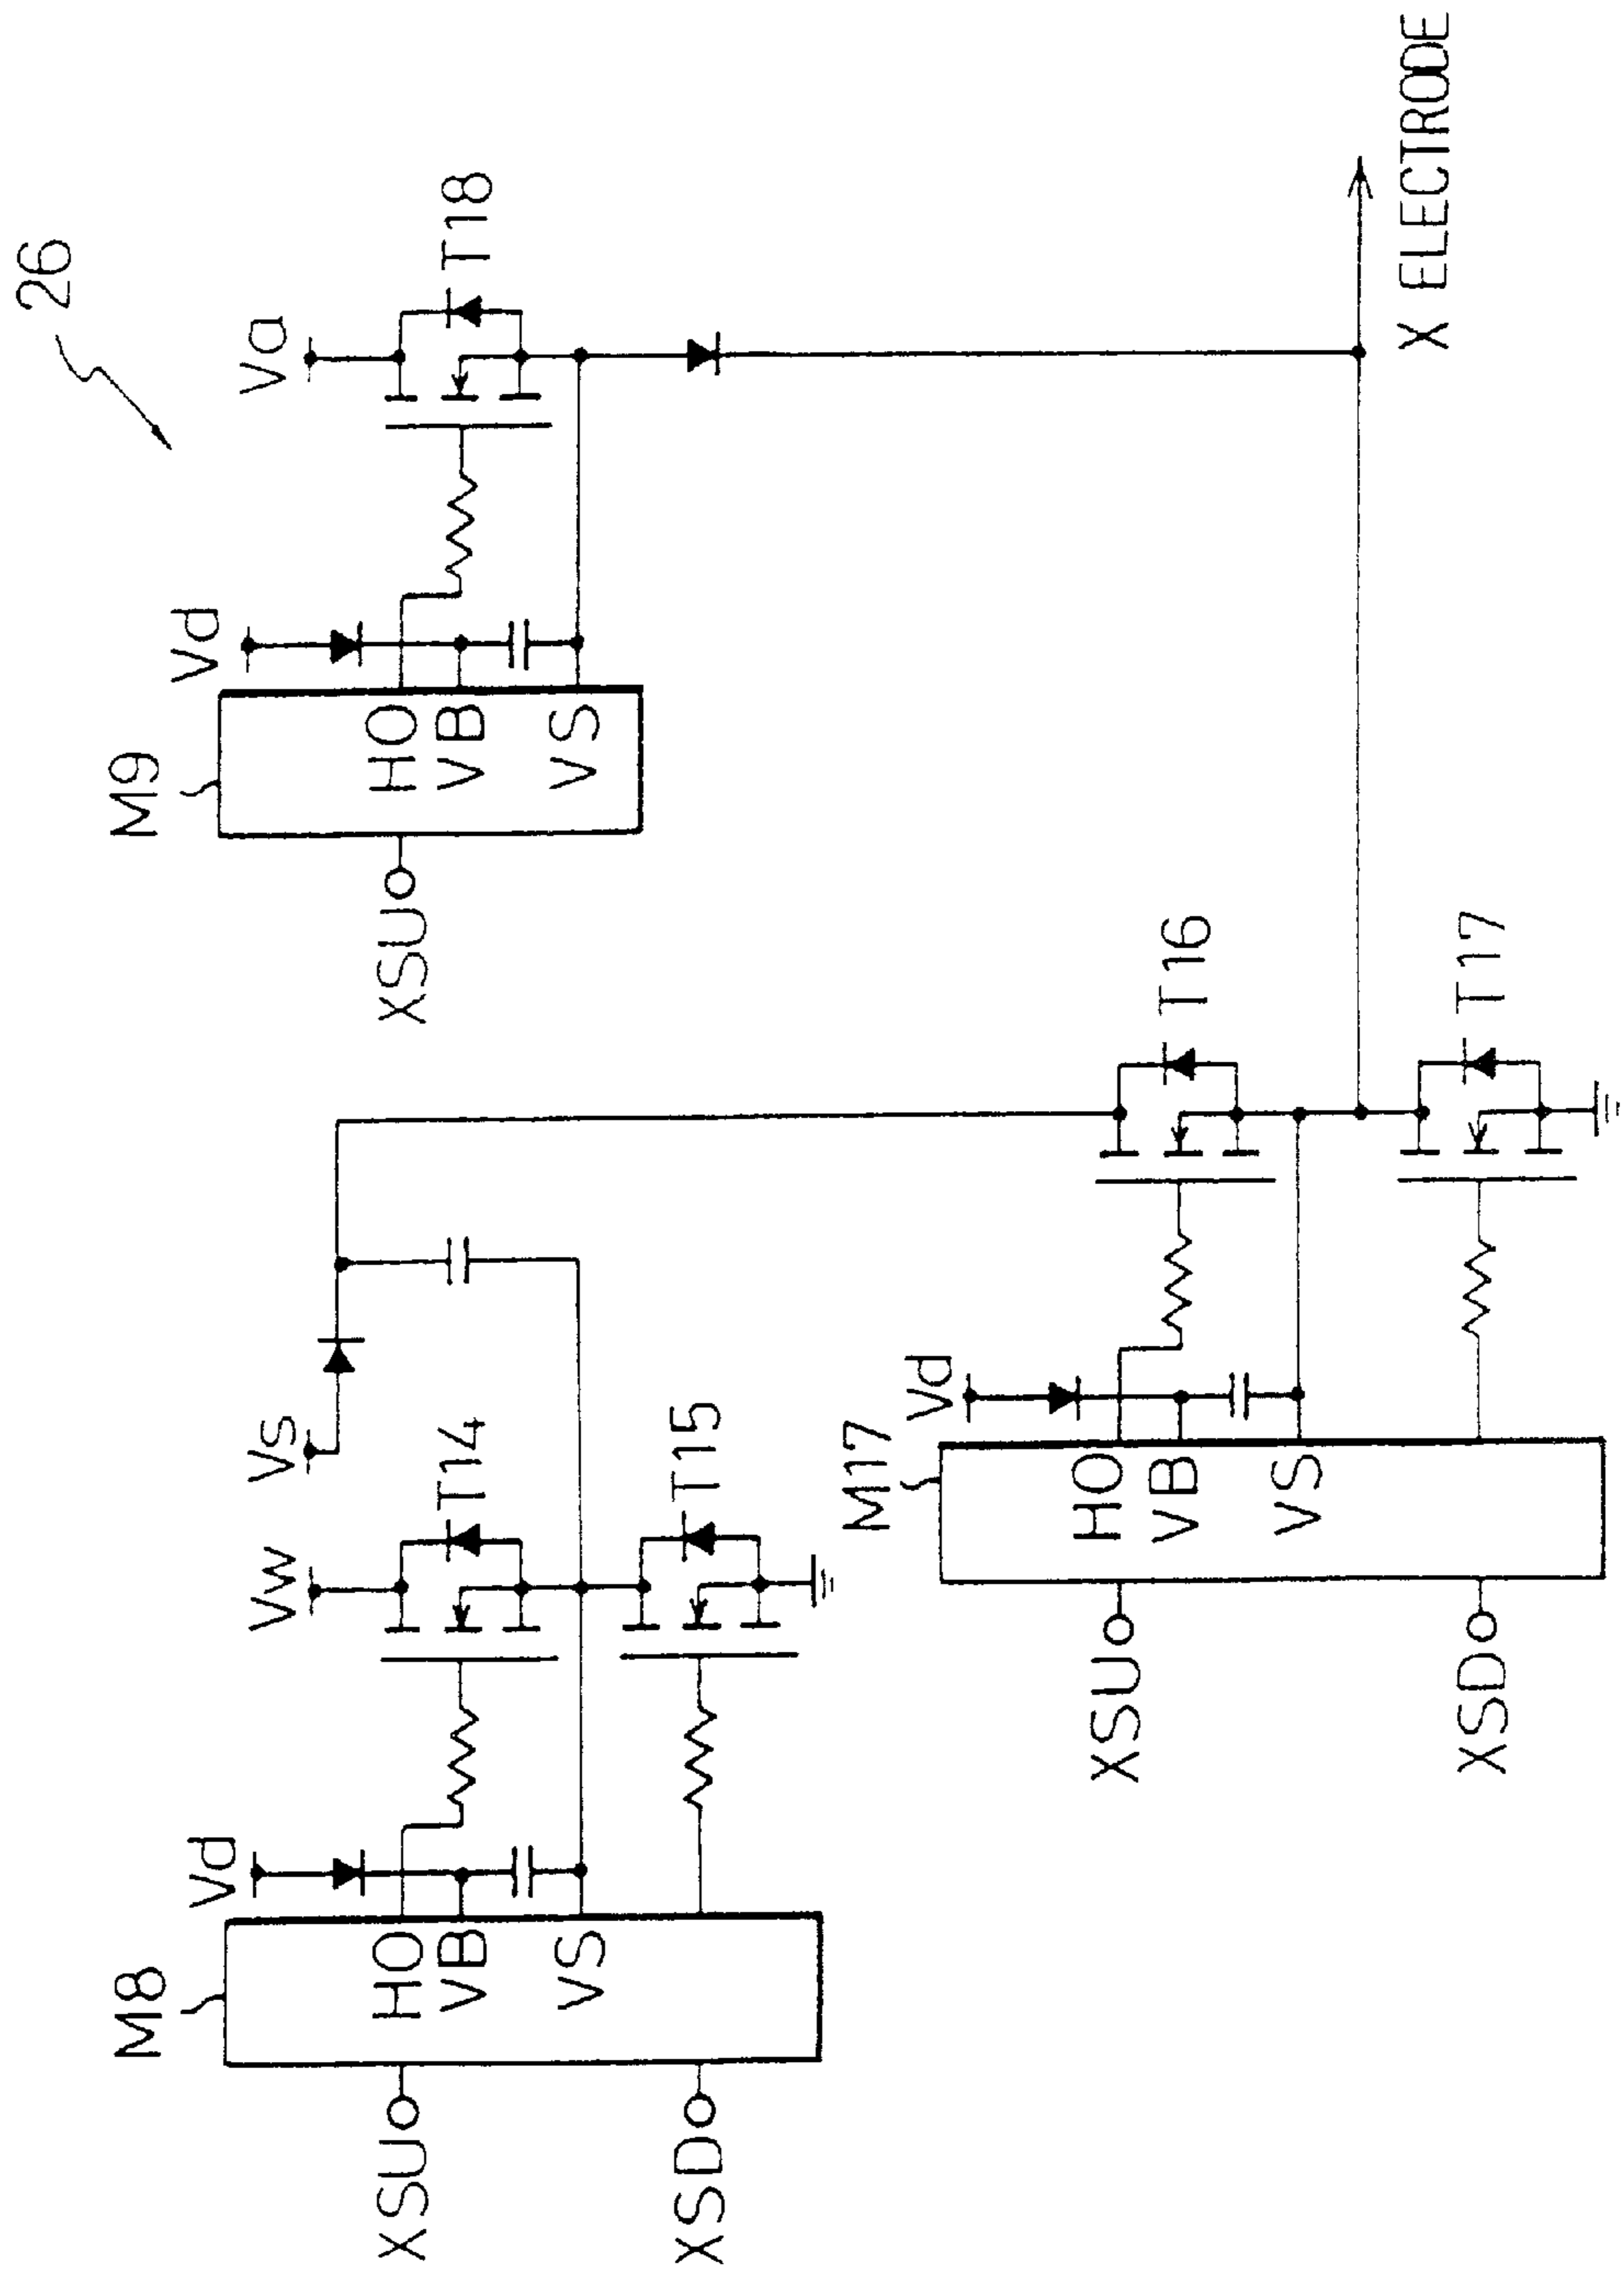 26
Va
T18
Vd
M9
HO
VB
VS
XSU
Vs
Vw
T14
T15
Vd
M8
HO
VB
VS
XSU
XSD
T16
T17
Vd
M17
HO
VB
VS
XSU
XSD
X ELECTRODE